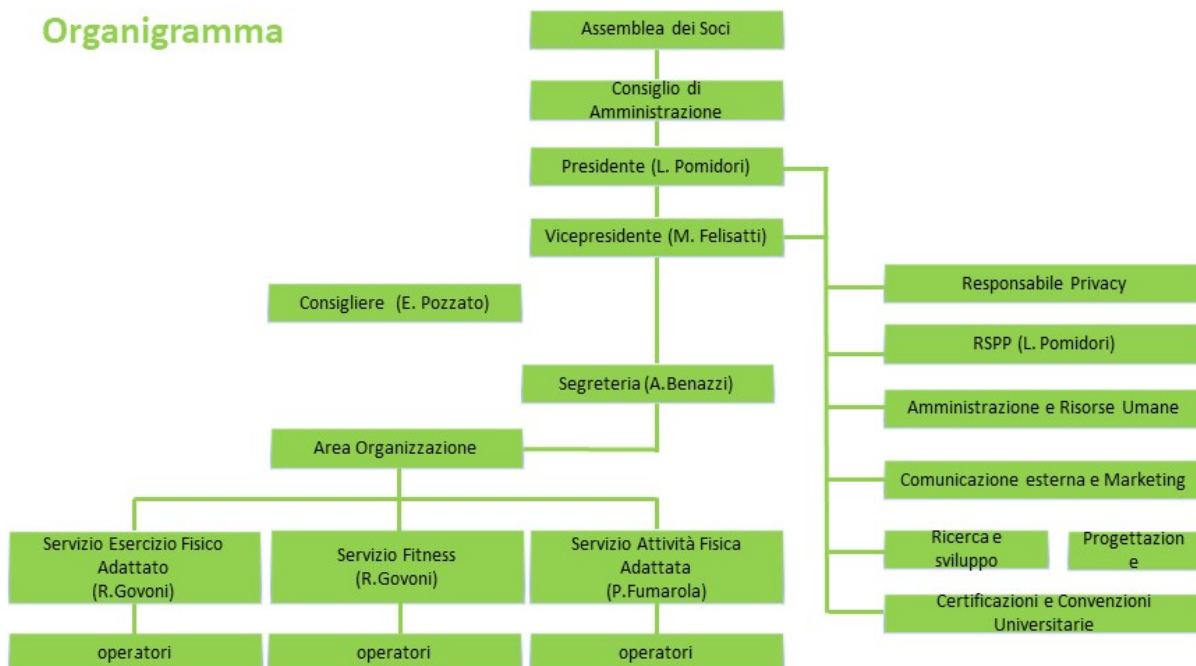 Organigramma
Assemblea dei Soci
Consiglio di
Amministrazione
Presidente (L. Pomidori)
Vicepresidente (M. Felisatti)
Consigliere (E. Pozzato)
Segreteria (A.Benazzi)
Area Organizzazione
Servizio Esercizio Fisico
Adattato
(R.Govoni)
operatori
Servizio Fitness
(R.Govoni)
operatori
Servizio Attività Fisica
Adattata
(P.Fumarola)
operatori
Responsabile Privacy
RSPP (L. Pomidori)
Amministrazione e Risorse Umane
Comunicazione esterna e Marketing
Ricerca e
sviluppo
Progettazion
e
Certificazioni e Convenzioni
Universitarie